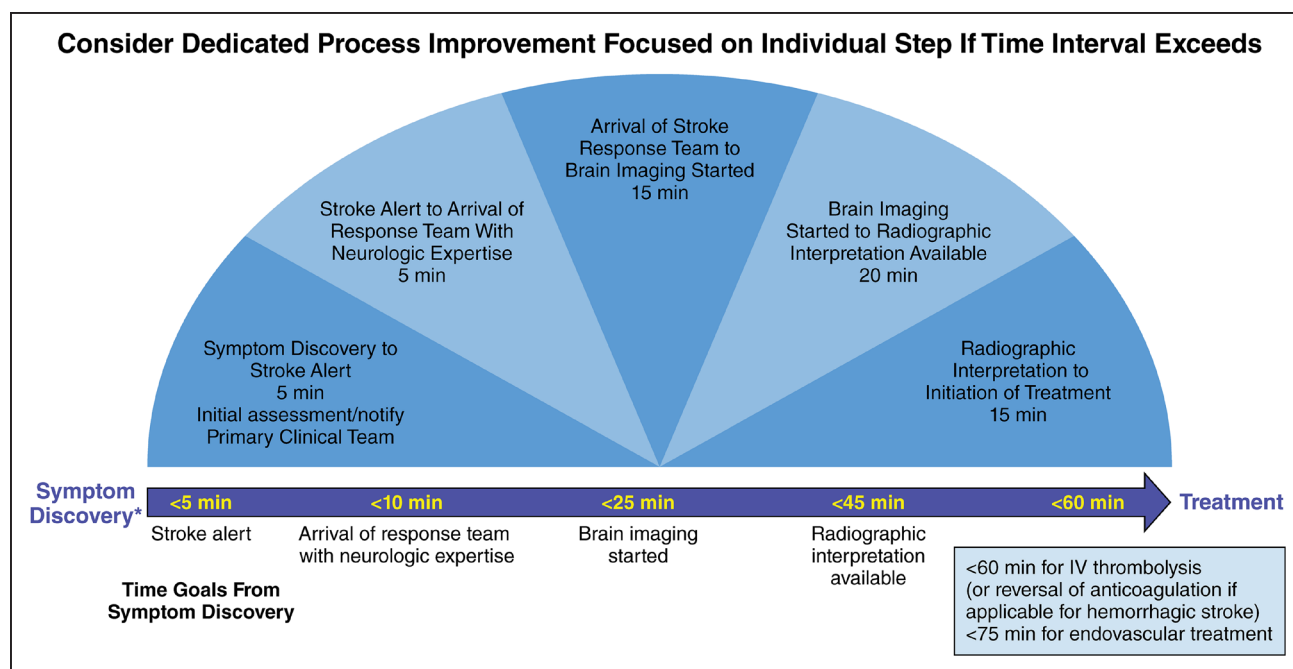 Consider Dedicated Process Improvement Focused on Individual Step If Time Interval Exceeds
Symptom Discovery to
Stroke Alert
5 min
Initial assessment/notify
Primary Clinical Team
Stroke Alert to Arrival of
Response Team With
Neurologic Expertise
5 min
Arrival of Stroke
Response Team to
Brain Imaging Started
15 min
Brain Imaging
Started to Radiographic
Interpretation Available
20 min
Radiographic
Interpretation to
Initiation of Treatment
15 min
Symptom
Discovery*
<5 min
<10 min
<25 min
<45 min
<60 min
Treatment
Stroke alert
Arrival of response team
with neurologic expertise
Brain imaging
started
Radiographic
interpretation
available
Time Goals From
Symptom Discovery
<60 min for IV thrombolysis
(or reversal of anticoagulation if
applicable for hemorrhagic stroke)
<75 min for endovascular treatment